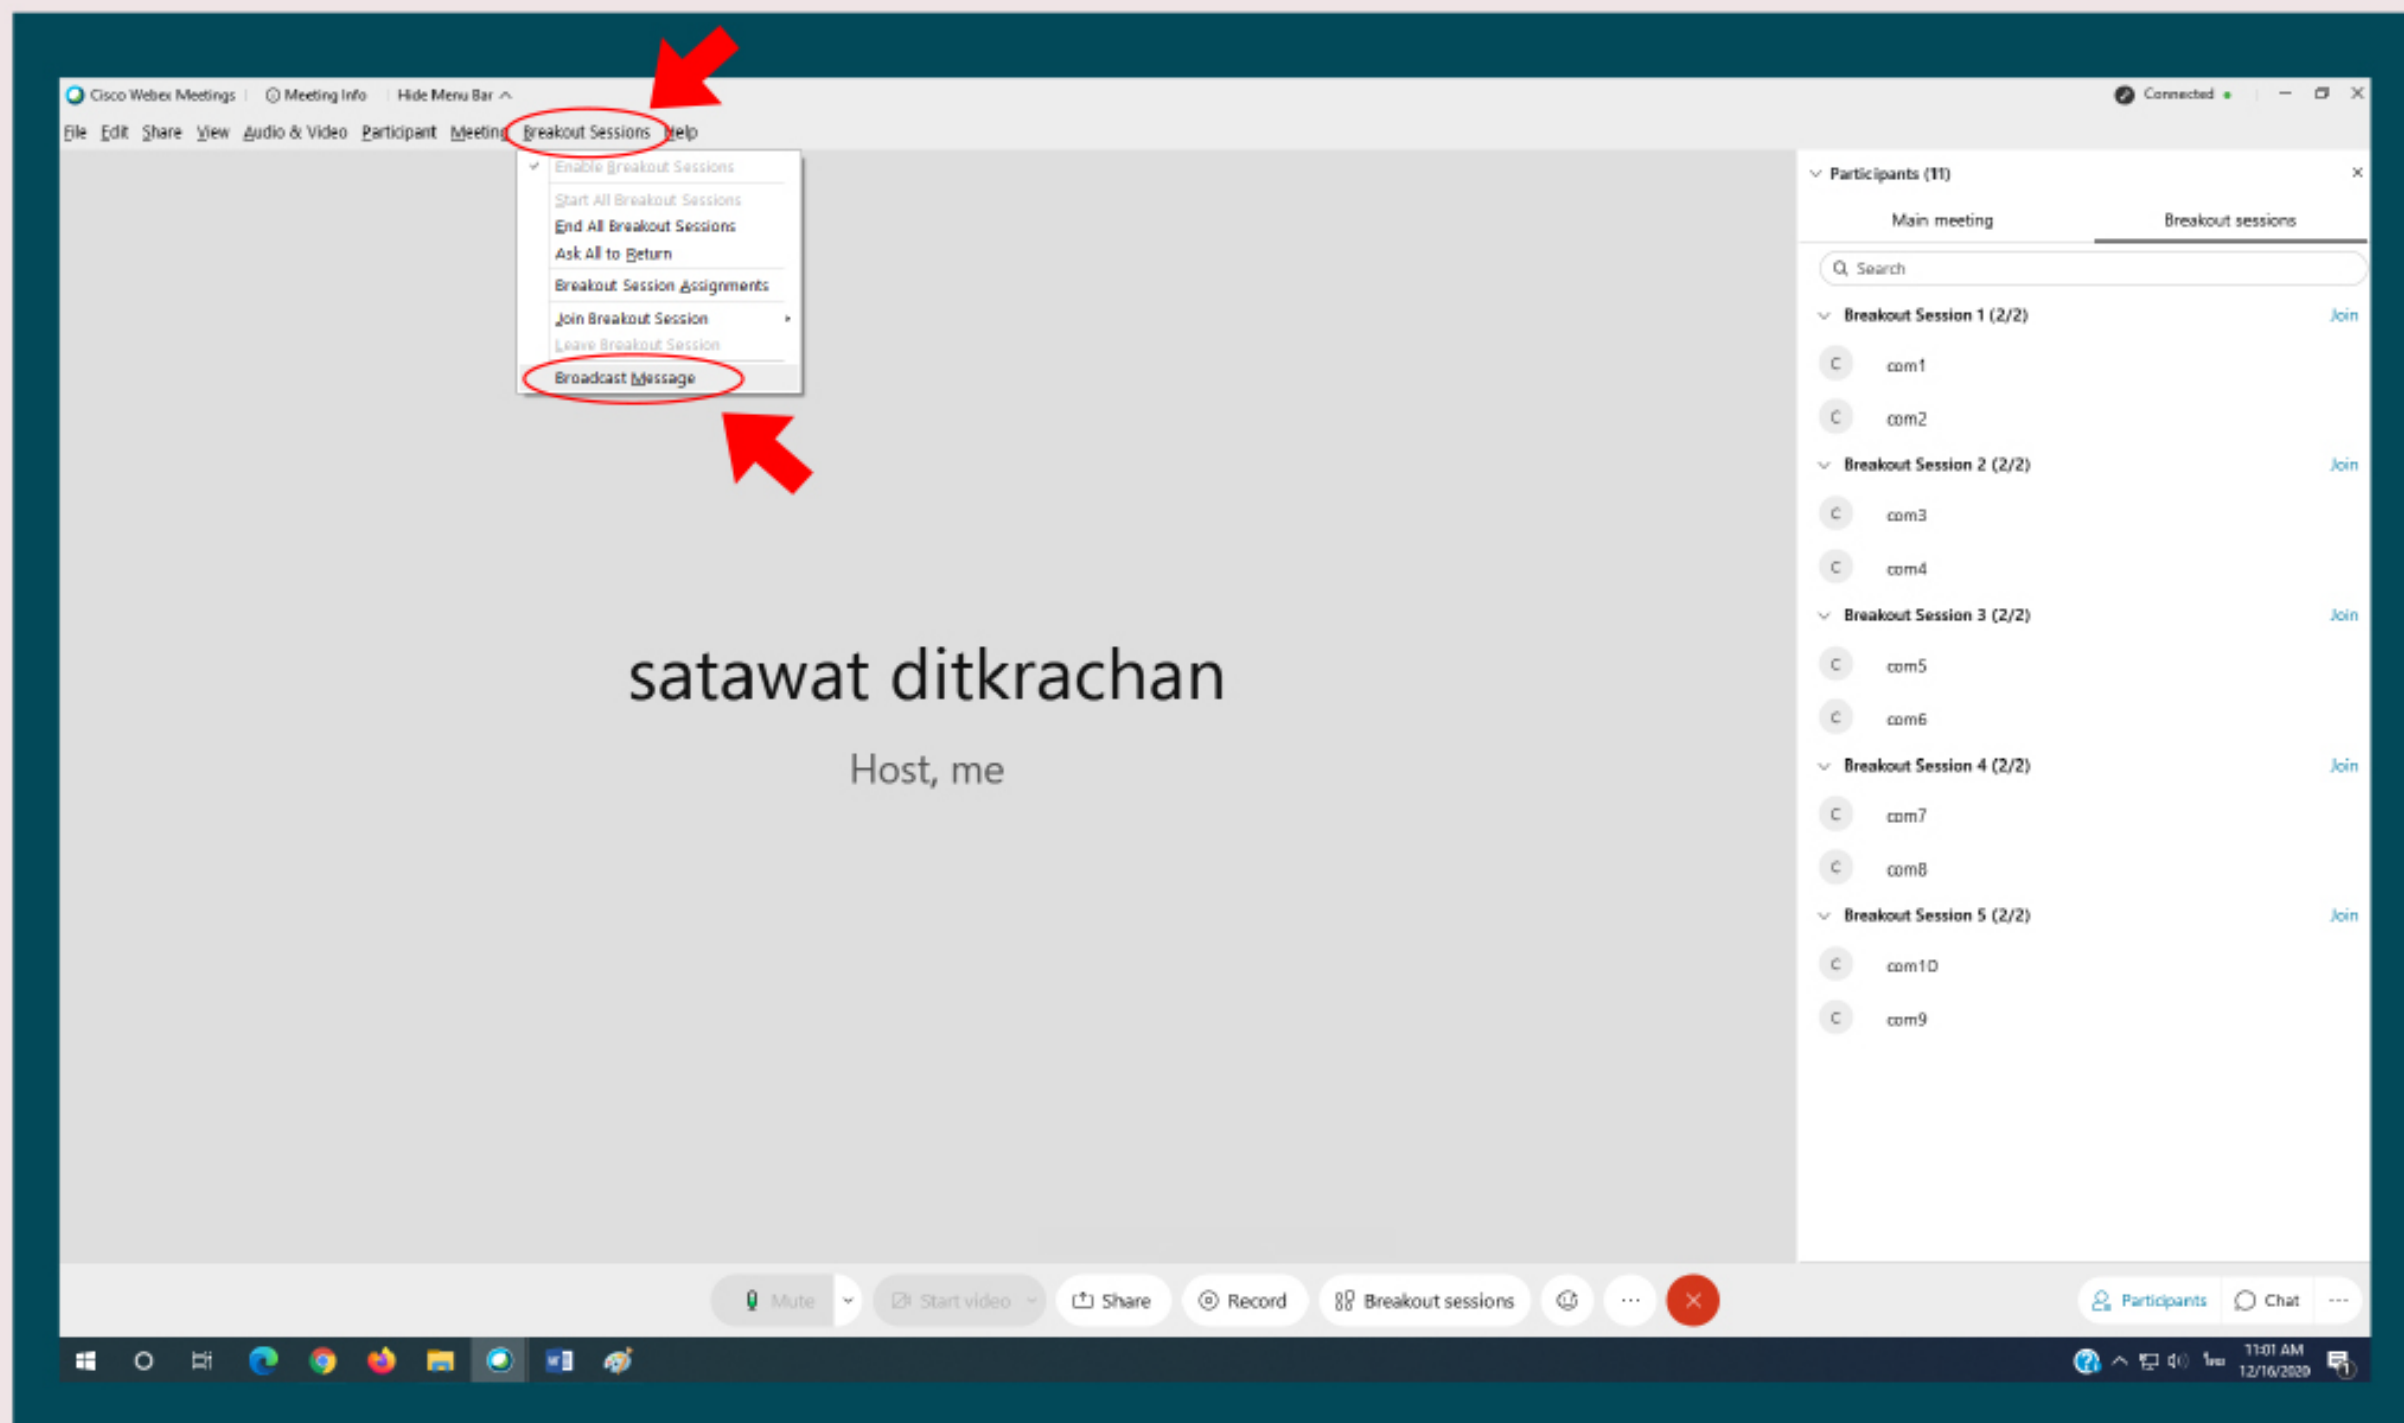 Cisco Webex Meetings Meeting Info Hide Menu Bar
Connected
File Edit Share View Audio & Video Participant Meeting Breakout Sessions Help
Enable Breakout Sessions
Start All Breakout Sessions
End All Breakout Sessions
Ask All to Return
Breakout Session Assignments
Join Breakout Session
Leave Breakout Session
Broadcast Message
satawat ditkrachan
Host, me
Participants (11)
Main meeting Breakout sessions
Search
Breakout Session 1 (2/2) Join
C com1
C com2
Breakout Session 2 (2/2) Join
C com3
C com4
Breakout Session 3 (2/2) Join
C com5
C com6
Breakout Session 4 (2/2) Join
C com7
C com8
Breakout Session 5 (2/2) Join
C com10
C com9
Mute Start video Share Record Breakout sessions
Participants Chat
ไทย 11:01 AM
12/16/2020